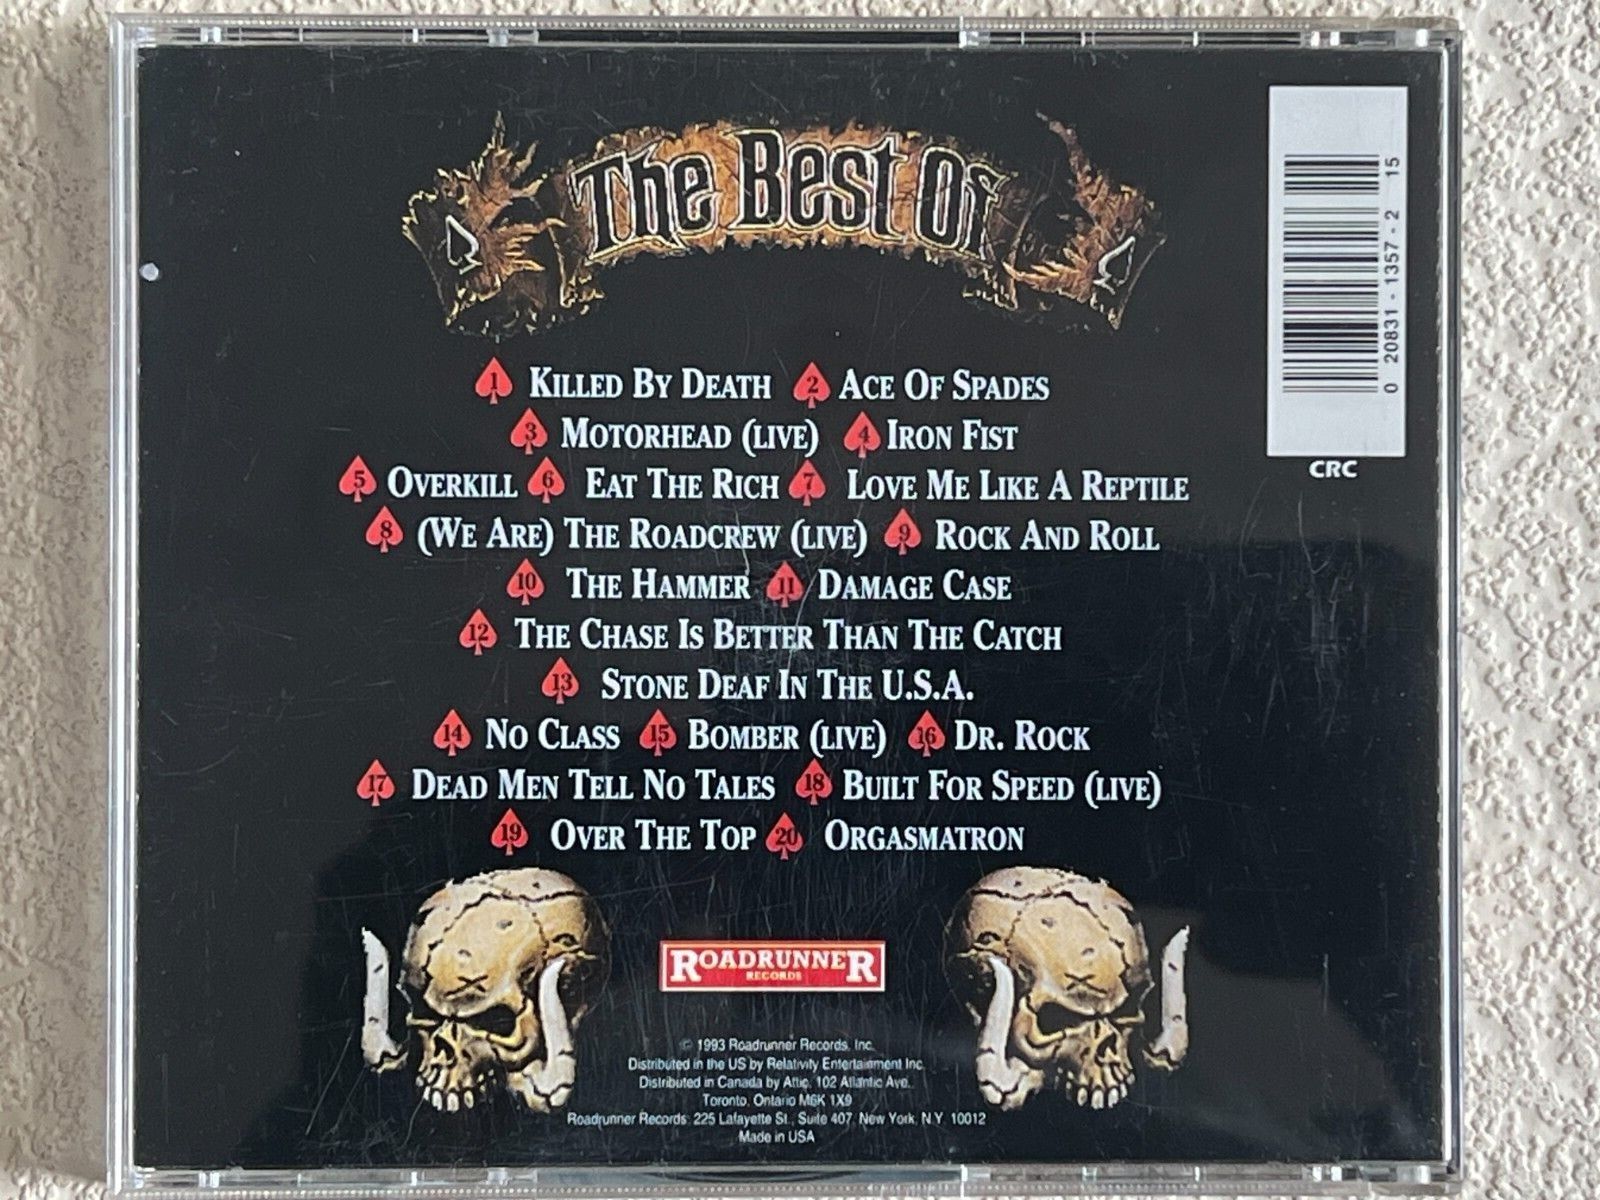 The Best Of
1 KILLED BY DEATH 2 ACE OF SPADES
3 MOTORHEAD (LIVE) 4 IRON FIST
5 OVERKILL 6 EAT THE RICH 7 LOVE ME LIKE A REPTILE
8 (WE ARE) THE ROADCREW (LIVE) 9 ROCK AND ROLL
10 THE HAMMER 11 DAMAGE CASE
12 THE CHASE IS BETTER THAN THE CATCH
13 STONE DEAF IN THE U.S.A.
14 NO CLASS 15 BOMBER (LIVE) 16 DR. ROCK
17 DEAD MEN TELL NO TALES 18 BUILT FOR SPEED (LIVE)
19 OVER THE TOP 20 ORGASMATRON
0 20831-1357-2 15
CRC
ROADRUNNER
RECORDS
© 1993 Roadrunner Records, Inc.
Distributed in the US by Relativity Entertainment Inc.
Distributed in Canada by Attic, 102 Atlantic Ave.,
Toronto, Ontario M6K 1X9
Roadrunner Records: 225 Lafayette St., Suite 407, New York, N.Y. 10012
Made in USA